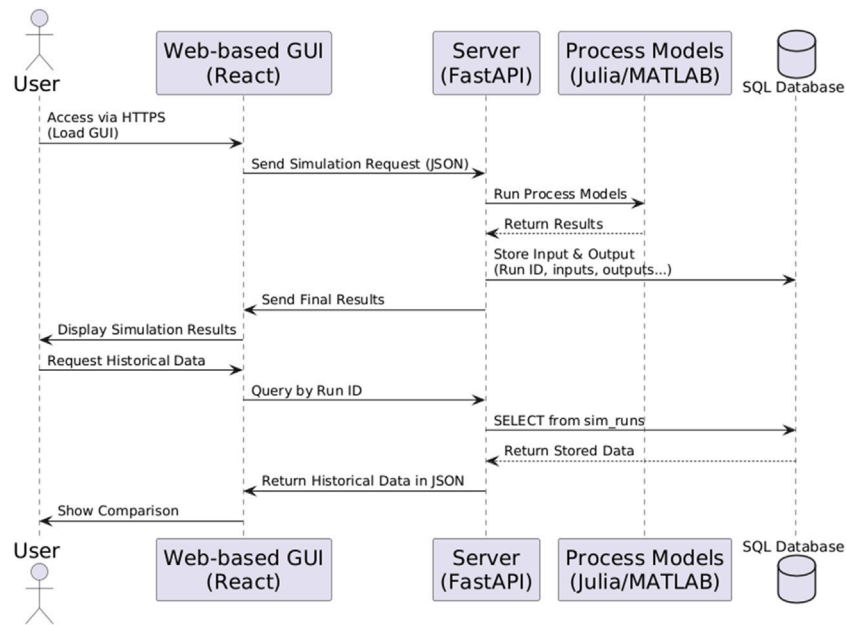 User
Web-based GUI
(React)
Server
(FastAPI)
Process Models
(Julia/MATLAB)
SQL Database
Access via HTTPS
(Load GUI)
Send Simulation Request (JSON)
Run Process Models
Return Results
Store Input & Output
(Run ID, inputs, outputs...)
Send Final Results
Display Simulation Results
Request Historical Data
Query by Run ID
SELECT from sim_runs
Return Stored Data
Return Historical Data in JSON
Show Comparison
User
Web-based GUI
(React)
Server
(FastAPI)
Process Models
(Julia/MATLAB)
SQL Database